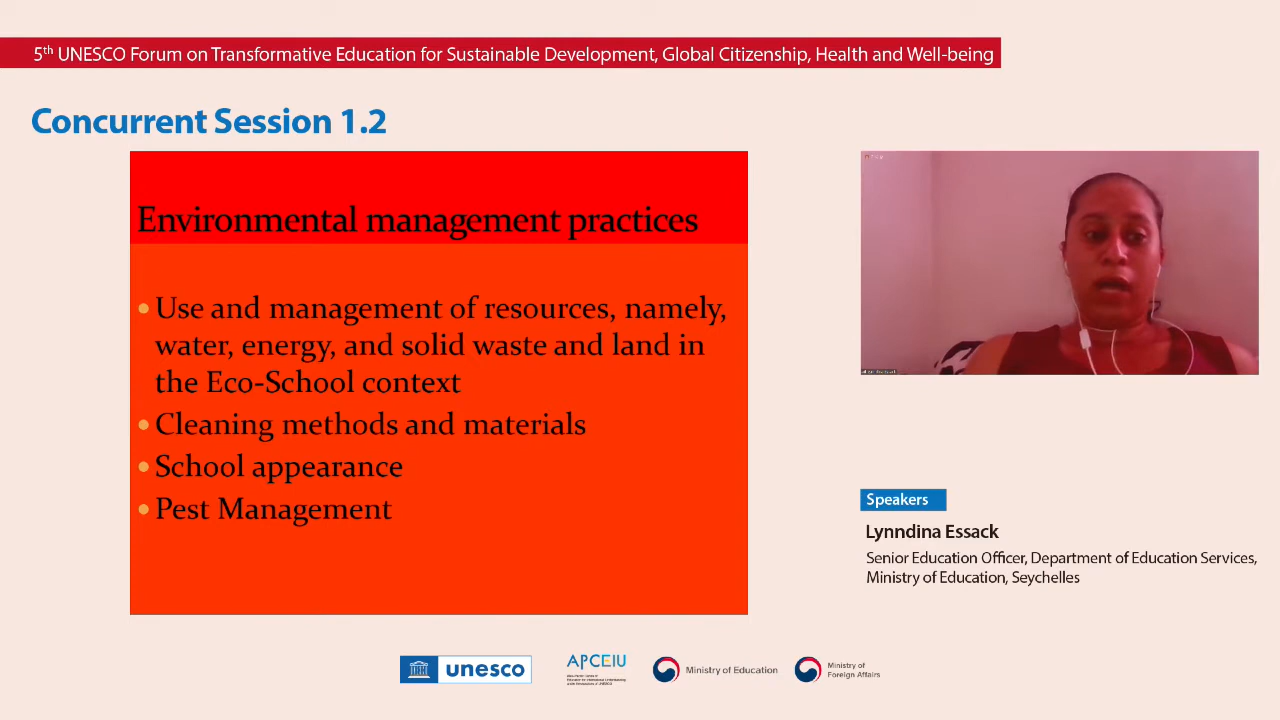 5th UNESCO Forum on Transformative Education for Sustainable Development, Global Citizenship, Health and Well-being
Concurrent Session 1.2
Environmental management practices
• Use and management of resources, namely,
water, energy, and solid waste and land in
the Eco-School context
• Cleaning methods and materials
• School appearance
• Pest Management
Speakers
Lynndina Essack
Senior Education Officer, Department of Education Services,
Ministry of Education, Seychelles
unesco
APCEIU
Ministry of Education
Ministry of
Foreign Affairs